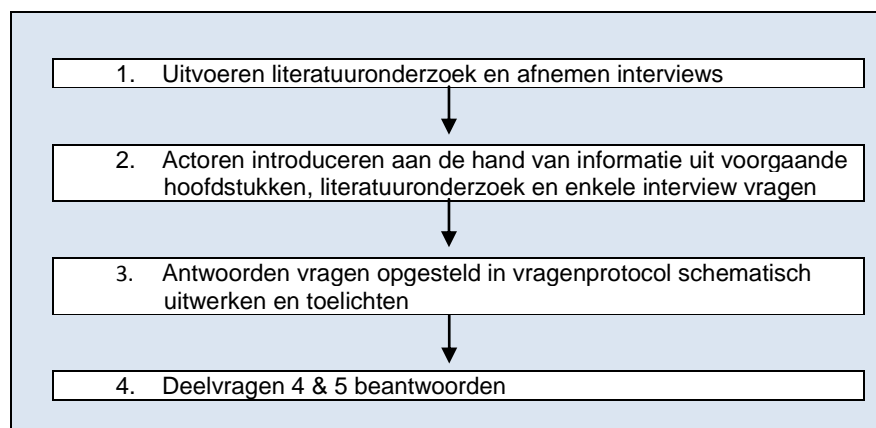 1. Uitvoeren literatuuronderzoek en afnemen interviews
2. Actoren introduceren aan de hand van informatie uit voorgaande
hoofdstukken, literatuuronderzoek en enkele interview vragen
3. Antwoorden vragen opgesteld in vragenprotocol schematisch
uitwerken en toelichten
4. Deelvragen 4 & 5 beantwoorden